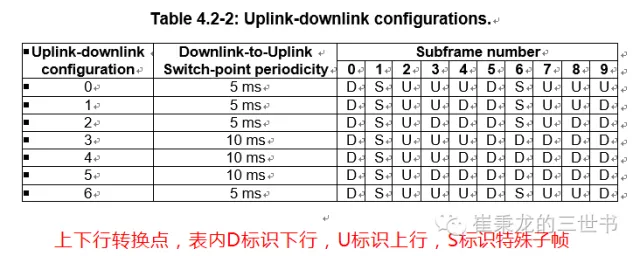 Table 4.2-2: Uplink-downlink configurations.
Uplink-downlink configuration Downlink-to-Uplink Switch-point periodicity Subframe number
0 1 2 3 4 5 6 7 8 9
0 5 ms D S U U U D S U U U
1 5 ms D S U U D D S U U D
2 5 ms D S U D D D S U D D
3 10 ms D S U U U D D D D D
4 10 ms D S U U D D D D D D
5 10 ms D S U D D D D D D D
6 5 ms D S U U U D S U U D
崔秉龙的三世书
上下行转换点，表内D标识下行，U标识上行，S标识特殊子帧